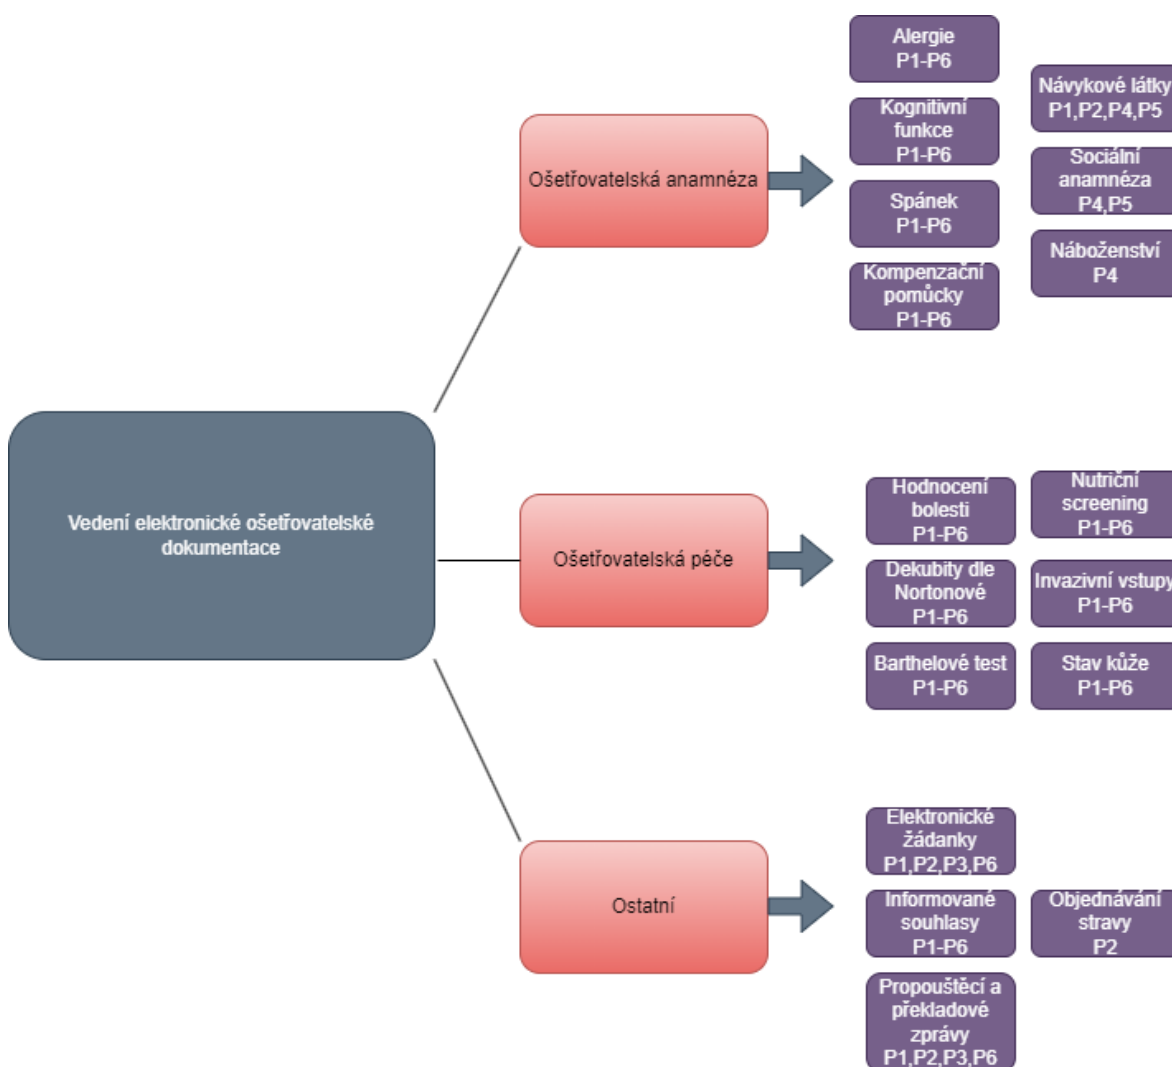 Vedení elektronické ošetřovatelské
dokumentace
Ošetřovatelská anamnéza
Alergie
P1-P6
Kognitivní
funkce
P1-P6
Spánek
P1-P6
Kompenzační
pomůcky
P1-P6
Návykové látky
P1,P2,P4,P5
Sociální
anamnéza
P4,P5
Náboženství
P4
Ošetřovatelská péče
Hodnocení
bolesti
P1-P6
Dekubity dle
Nortonové
P1-P6
Barthelové test
P1-P6
Nutriční
screening
P1-P6
Invazivní vstupy
P1-P6
Stav kůže
P1-P6
Ostatní
Elektronické
žádanky
P1,P2,P3,P6
Informované
souhlasy
P1-P6
Propouštěcí a
překladové
zprávy
P1,P2,P3,P6
Objednávání
stravy
P2